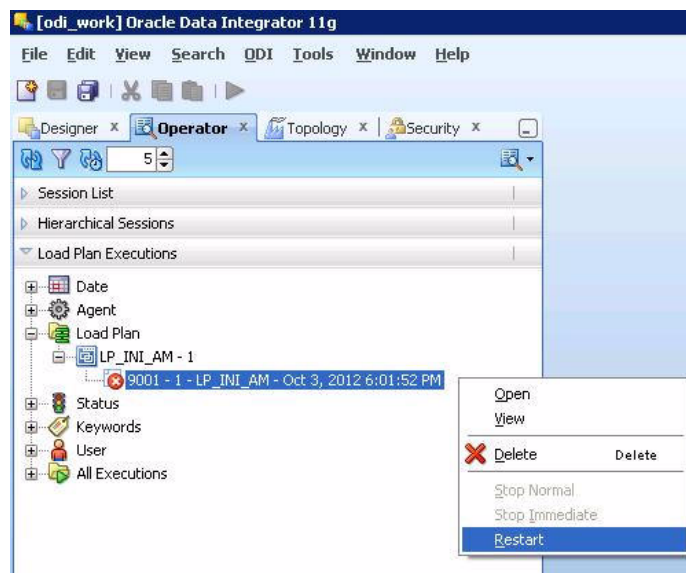 [odi_work] Oracle Data Integrator 11g
File Edit View Search ODI Tools Window Help
Designer x Operator x Topology x Security x
5
Session List
Hierarchical Sessions
Load Plan Executions
Date
Agent
Load Plan
LP_INI_AM - 1
9001 - 1 - LP_INI_AM - Oct 3, 2012 6:01:52 PM
Status
Keywords
User
All Executions
Open
View
Delete Delete
Stop Normal
Stop Immediate
Restart